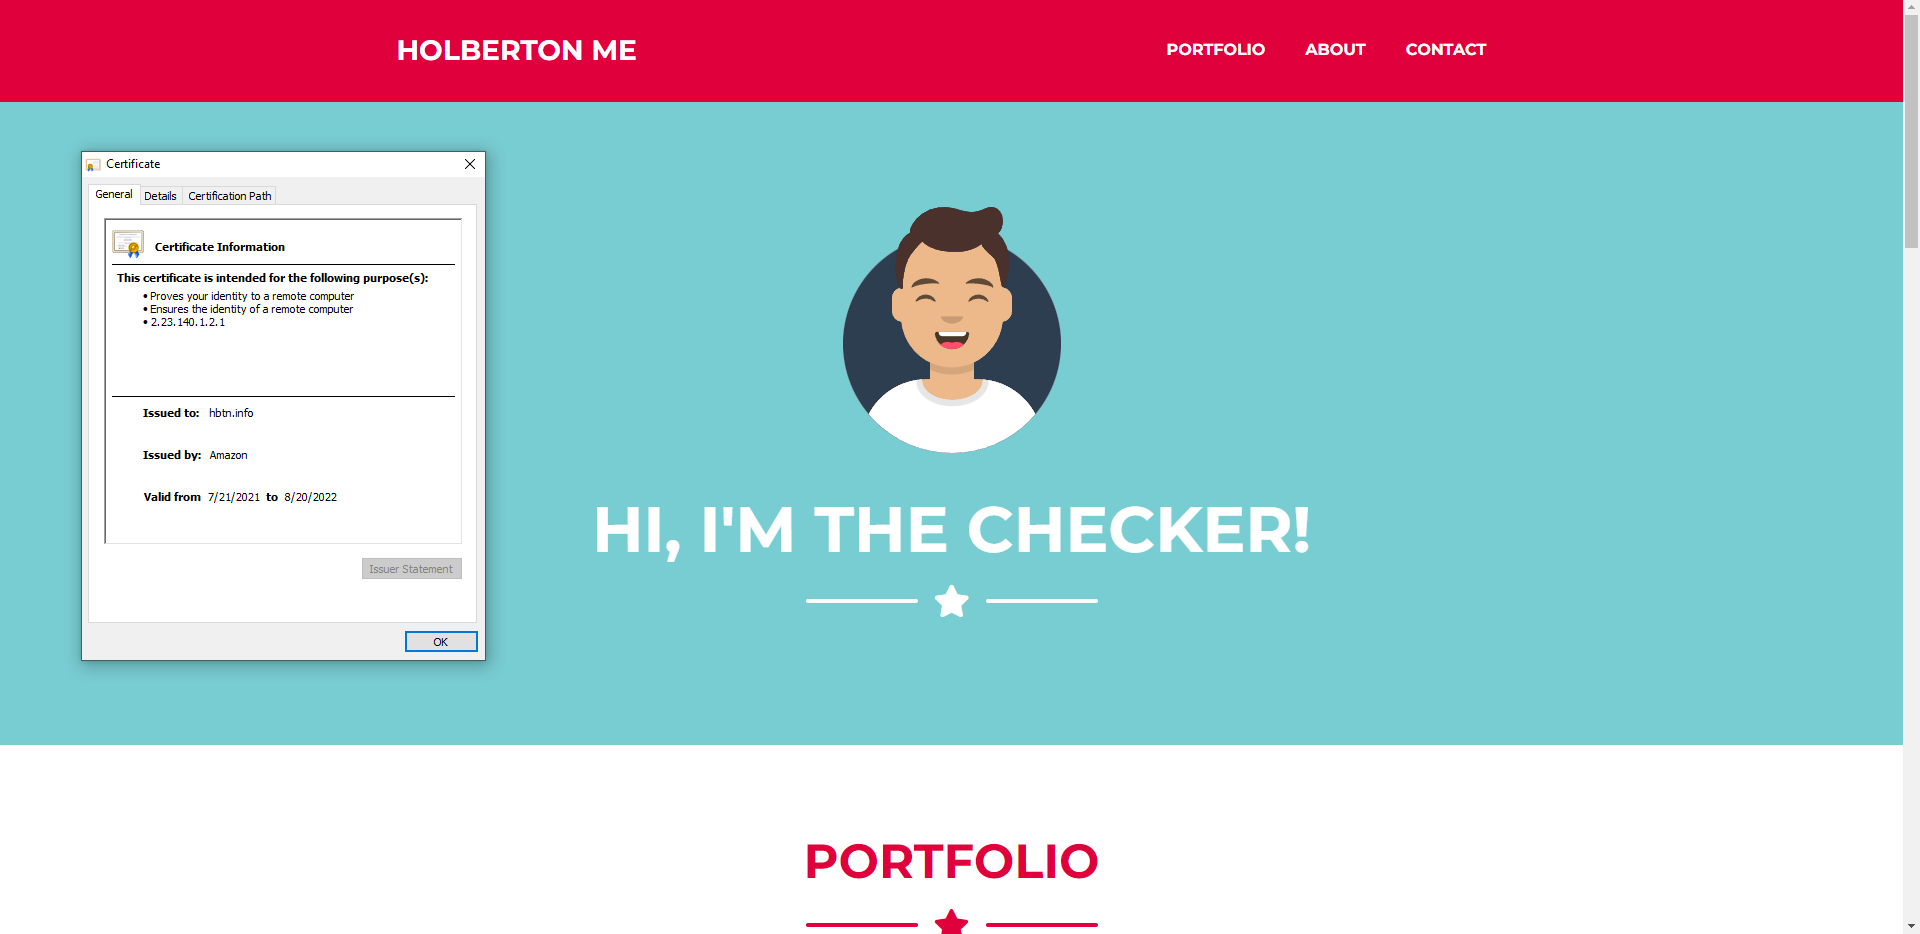 HOLBERTON ME
PORTFOLIO ABOUT CONTACT
Certificate
General Details Certification Path
Certificate Information
This certificate is intended for the following purpose(s):
• Proves your identity to a remote computer
• Ensures the identity of a remote computer
• 2.23.140.1.2.1
Issued to: hbtn.info
Issued by: Amazon
Valid from 7/21/2021 to 8/20/2022
Issuer Statement
OK
HI, I'M THE CHECKER!
PORTFOLIO